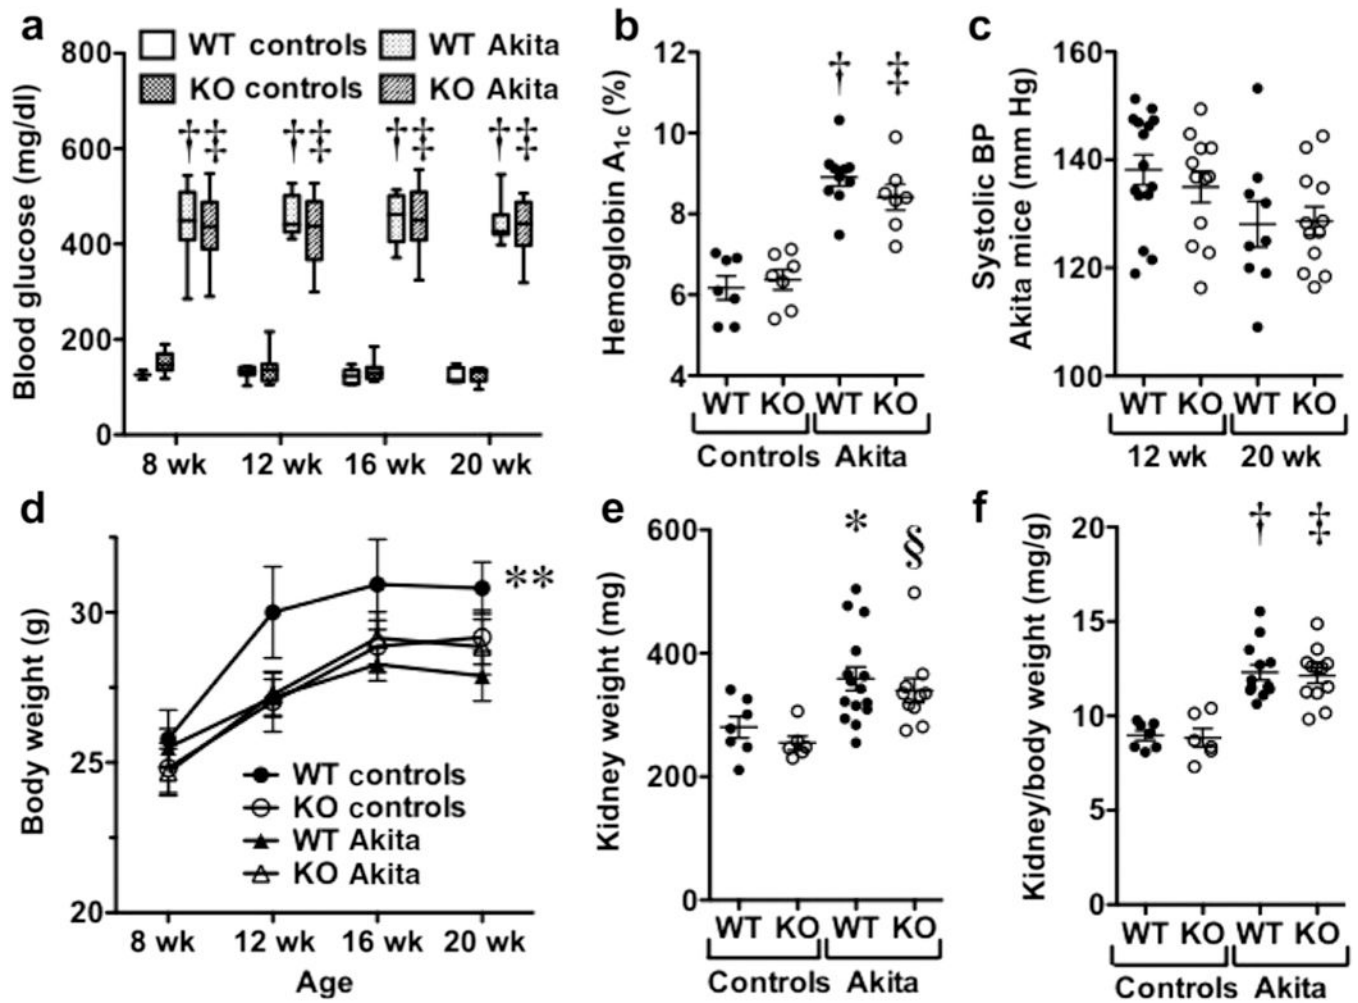 a
WT controls
WT Akita
KO controls
KO Akita
Blood glucose (mg/dl)
800
600
400
200
0
† ‡ † ‡ † ‡ † ‡
8 wk 12 wk 16 wk 20 wk
b
Hemoglobin A1c (%)
12
10
8
6
4
† ‡
WT KO WT KO
Controls Akita
c
Systolic BP
Akita mice (mm Hg)
160
140
120
100
WT KO WT KO
12 wk 20 wk
d
Body weight (g)
30
25
20
**
WT controls
KO controls
WT Akita
KO Akita
8 wk 12 wk 16 wk 20 wk
Age
e
Kidney weight (mg)
600
400
200
0
* §
WT KO WT KO
Controls Akita
f
Kidney/body weight (mg/g)
20
15
10
5
0
† ‡
WT KO WT KO
Controls Akita